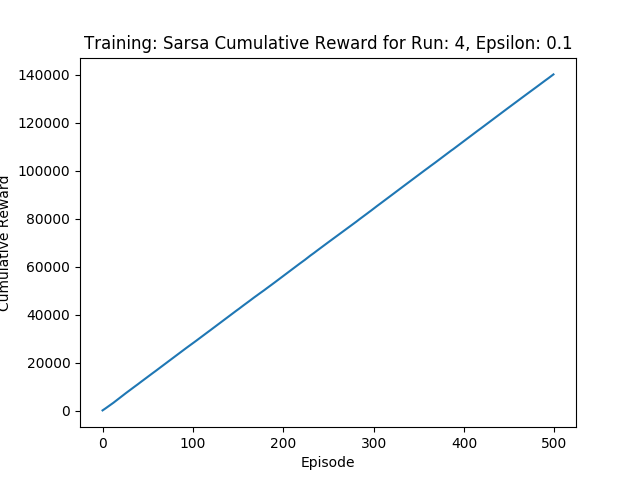 Training: Sarsa Cumulative Reward for Run: 4, Epsilon: 0.1
140000
120000
100000
80000
60000
40000
20000
0
Cumulative Reward
0 100 200 300 400 500
Episode